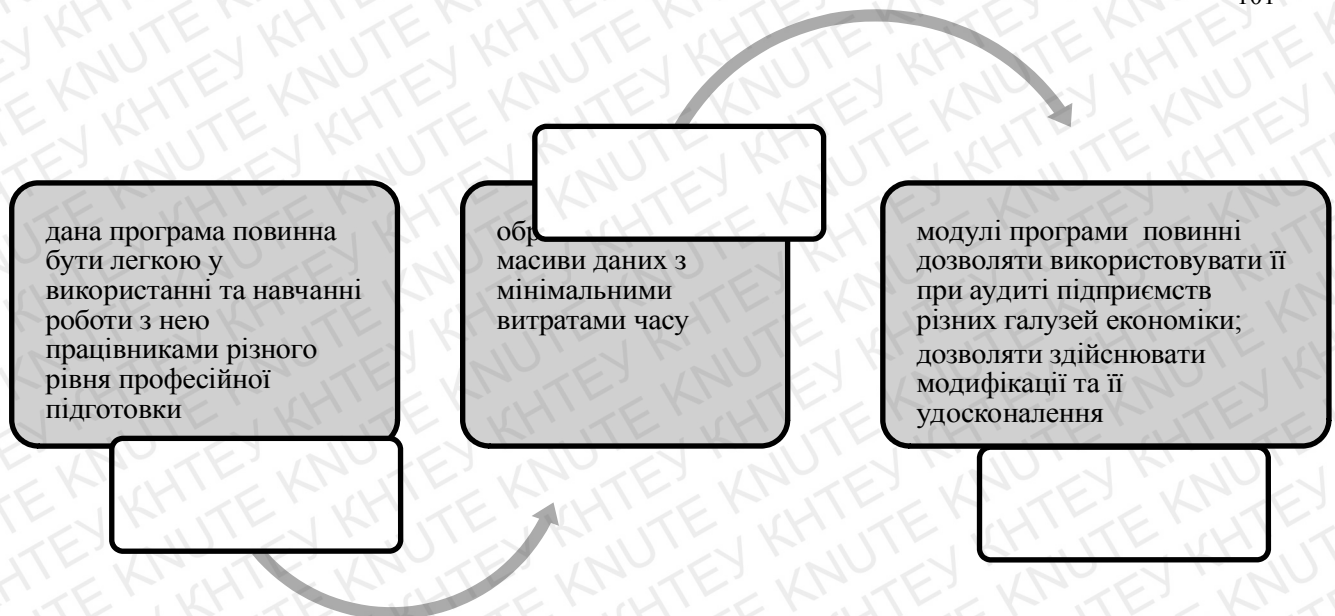 дана програма повинна
бути легкою у
використанні та навчанні
роботи з нею
працівниками різного
рівня професійної
підготовки
масиви даних з
мінімальними
витратами часу
модулі програми повинні
дозволяти використовувати її
при аудиті підприємств
різних галузей економіки;
дозволяти здійснювати
модифікації та її
удосконалення